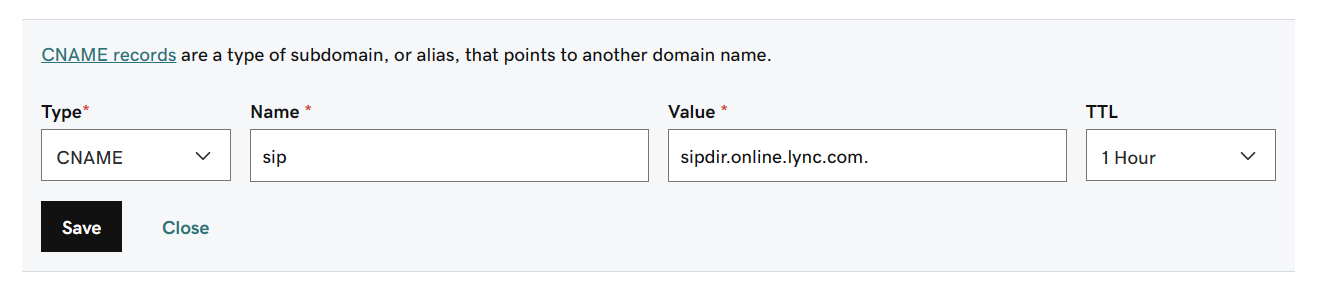 CNAME records are a type of subdomain, or alias, that points to another domain name.
Type* Name * Value * TTL
CNAME sip sipdir.online.lync.com. 1 Hour
Save Close